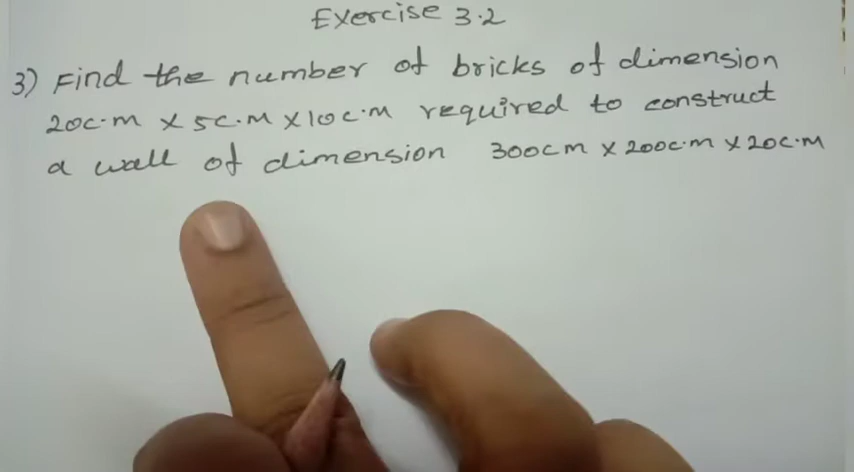 Exercise 3.2
3) Find the number of bricks of dimension
20c.m x 5c.m x 10c.m required to construct
a wall of dimension 300cm x 200c.m x 20c.m